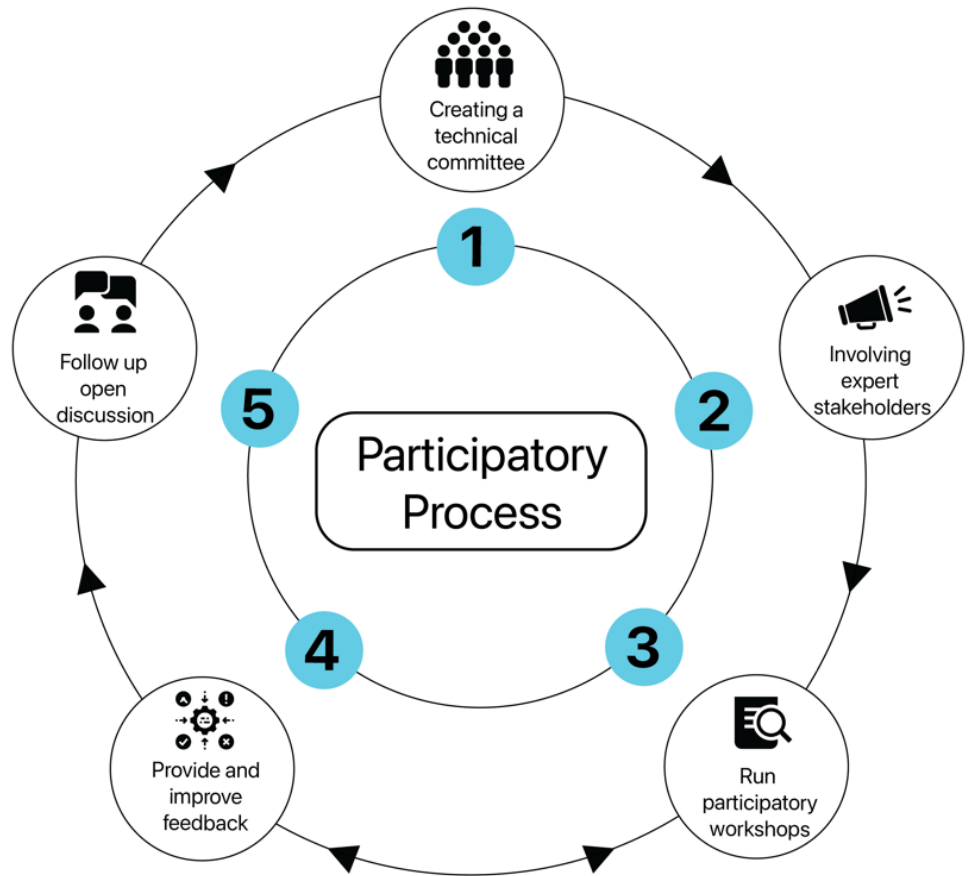 Creating a
technical
committee
1
Involving
expert
stakeholders
2
Run
participatory
workshops
3
Provide and
improve
feedback
4
Follow up
open
discussion
5
Participatory
Process